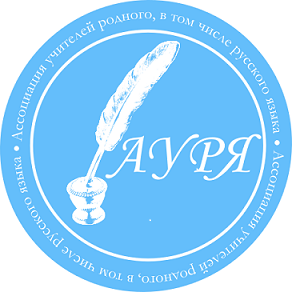 Ассоциация учителей родного, в том числе русского языка • Ассоциация учителей родного, в том числе русского языка •
АУРЯ